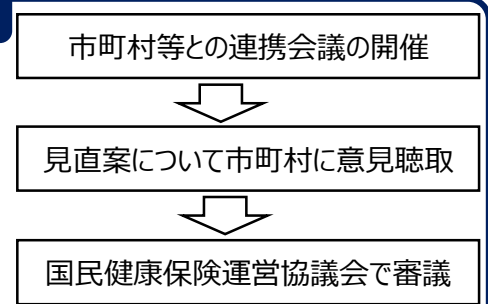 市町村等との連携会議の開催
見直案について市町村に意見聴取
国民健康保険運営協議会で審議